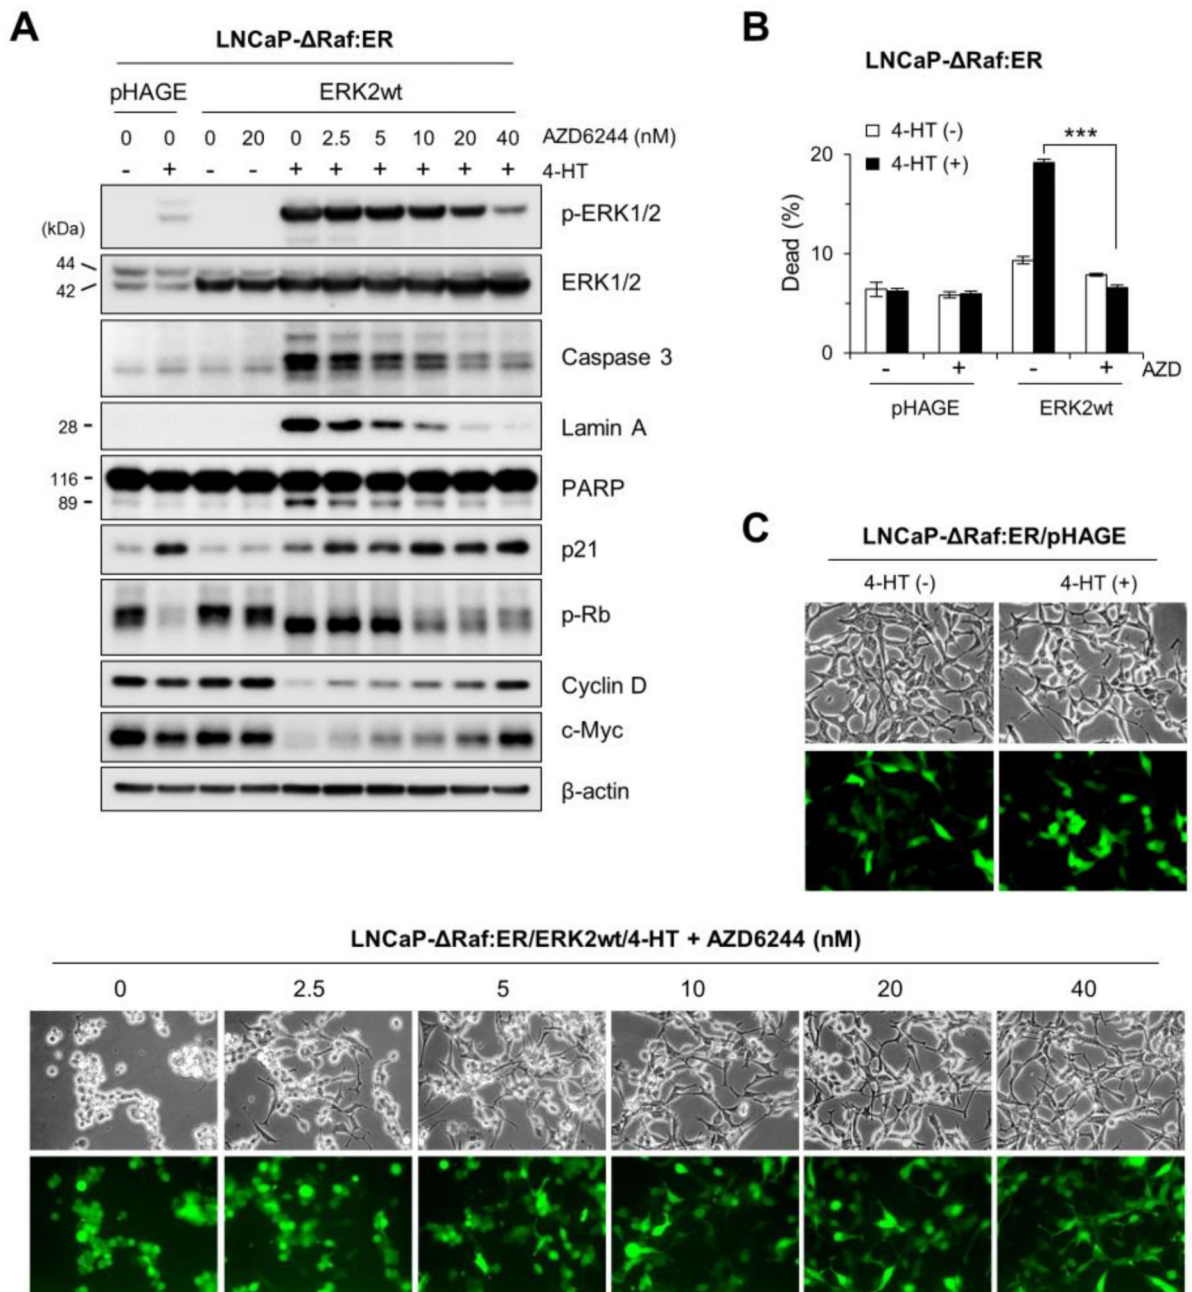 A
LNCaP-ΔRaf:ER
pHAGE ERK2wt
0 0 0 20 0 2.5 5 10 20 40 AZD6244 (nM)
- + - - + + + + + + 4-HT
p-ERK1/2
(kDa)
44
42
ERK1/2
Caspase 3
28 - Lamin A
116 -
89 -
PARP
p21
p-Rb
Cyclin D
c-Myc
β-actin
B
LNCaP-ΔRaf:ER
4-HT (-)
4-HT (+)
***
20
10
0
Dead (%)
- + - + AZD
pHAGE ERK2wt
C
LNCaP-ΔRaf:ER/pHAGE
4-HT (-) 4-HT (+)
LNCaP-ΔRaf:ER/ERK2wt/4-HT + AZD6244 (nM)
0 2.5 5 10 20 40